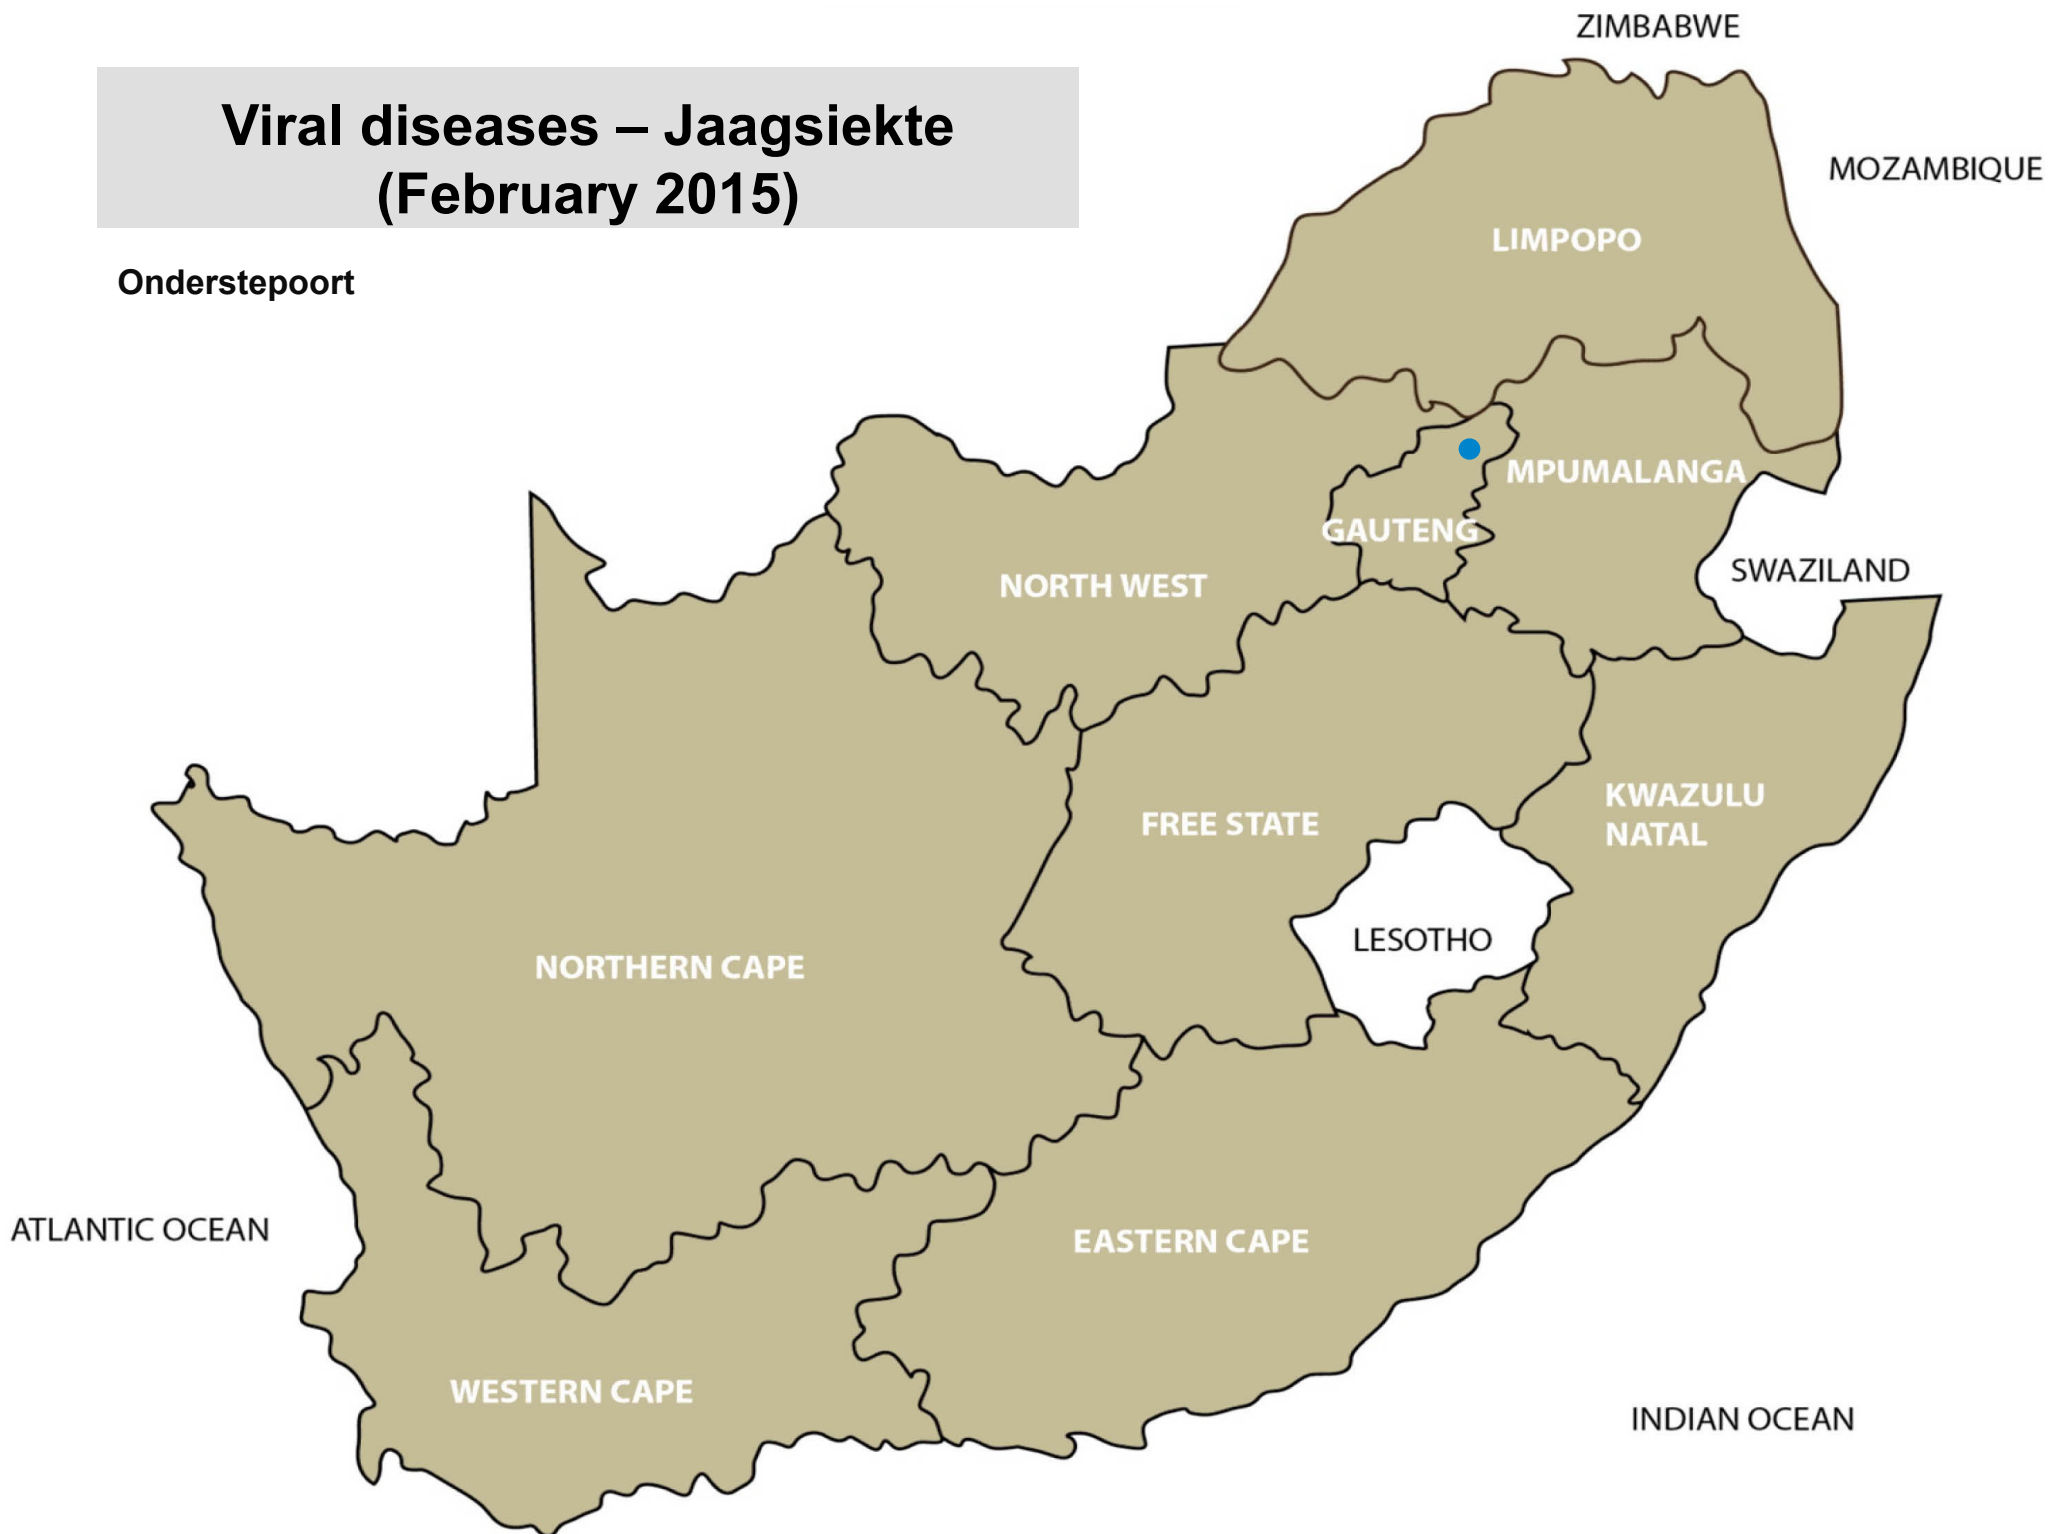 ZIMBABWE
Viral diseases – Jaagsiekte
(February 2015)
MOZAMBIQUE
LIMPOPO
Onderstepoort
MPUMALANGA
GAUTENG
SWAZILAND
NORTH WEST
KWAZULU
NATAL
FREE STATE
LESOTHO
NORTHERN CAPE
ATLANTIC OCEAN
EASTERN CAPE
WESTERN CAPE
INDIAN OCEAN